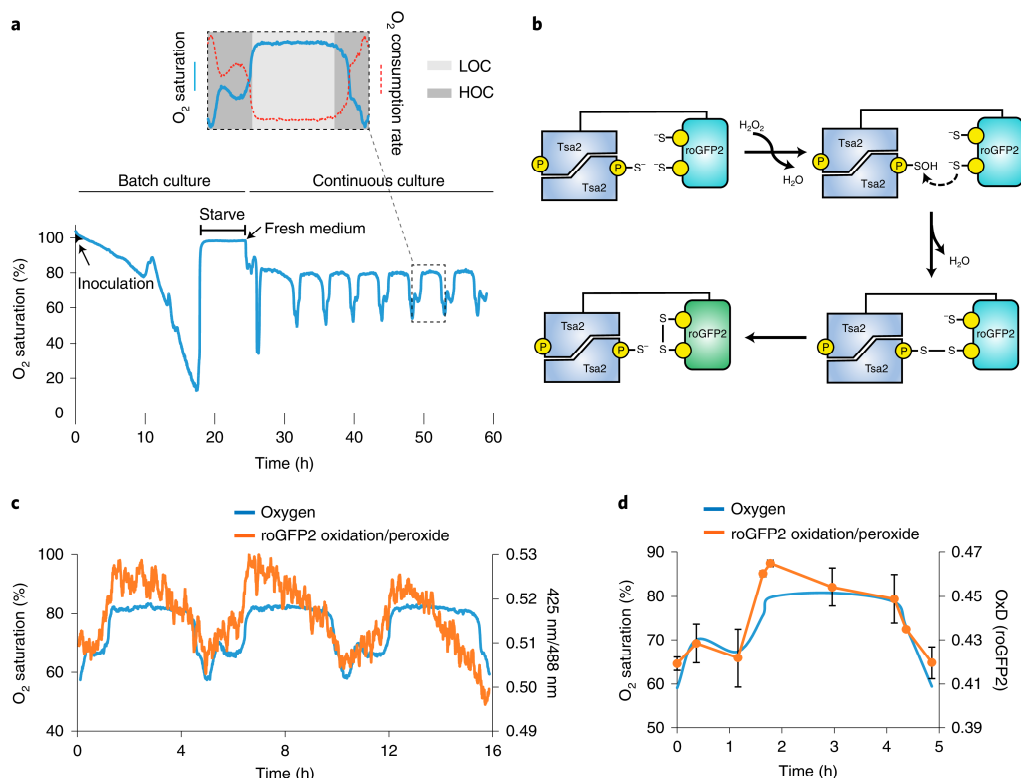 a
O2 saturation
O2 consumption rate
LOC
HOC
Batch culture
Continuous culture
Starve
Fresh medium
Inoculation
O2 saturation (%)
100
80
60
40
20
0
0
10
20
30
40
50
60
Time (h)
b
Tsa2
Tsa2
P
P
S–
–S
–S
roGFP2
H2O2
H2O
Tsa2
Tsa2
P
P
SOH
–S
–S
roGFP2
H2O
Tsa2
Tsa2
P
P
S–
S
S
roGFP2
Tsa2
Tsa2
P
P
S
S
–S
roGFP2
c
Oxygen
roGFP2 oxidation/peroxide
O2 saturation (%)
100
80
60
40
0.53
0.52
0.51
0.50
0.49
425 nm/488 nm
0
4
8
12
16
Time (h)
d
Oxygen
roGFP2 oxidation/peroxide
O2 saturation (%)
90
80
70
60
50
0.47
0.45
0.43
0.41
0.39
OxD (roGFP2)
0
1
2
3
4
5
Time (h)